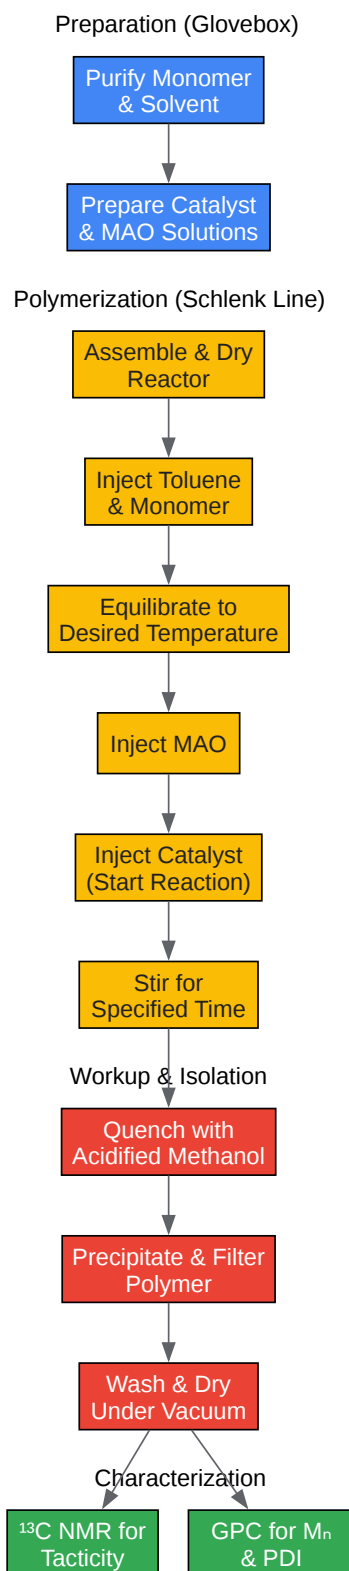 Preparation (Glovebox)
Purify Monomer
& Solvent
Prepare Catalyst
& MAO Solutions
Polymerization (Schlenk Line)
Assemble & Dry
Reactor
Inject Toluene
& Monomer
Equilibrate to
Desired Temperature
Inject MAO
Inject Catalyst
(Start Reaction)
Stir for
Specified Time
Workup & Isolation
Quench with
Acidified Methanol
Precipitate & Filter
Polymer
Wash & Dry
Under Vacuum
Characterization
¹³C NMR for
Tacticity
GPC for Mₙ
& PDI